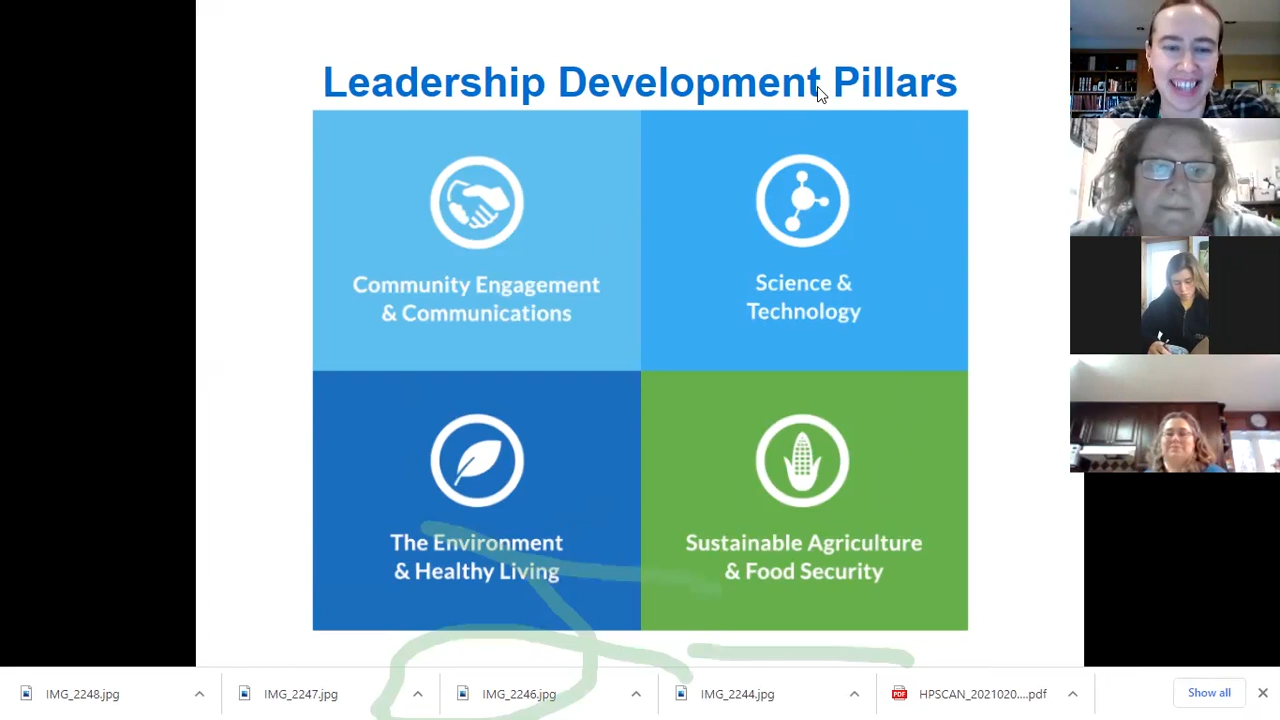 Leadership Development Pillars
Community Engagement
& Communications
Science &
Technology
The Environment
& Healthy Living
Sustainable Agriculture
& Food Security
IMG_2248.jpg
IMG_2247.jpg
IMG_2246.jpg
IMG_2244.jpg
PDF
HPSCAN_2021020....pdf
Show all